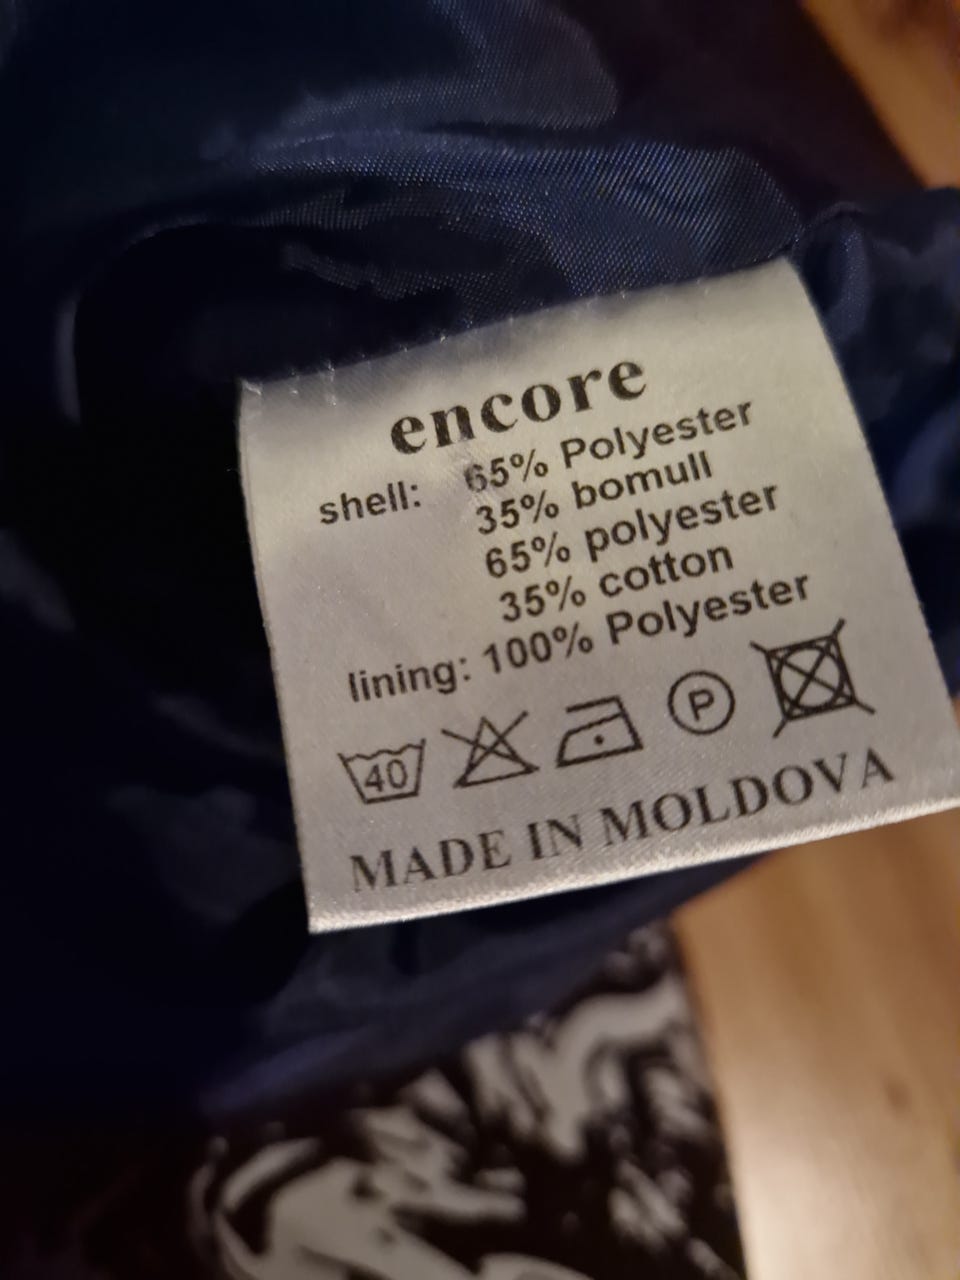 encore
shell: 65% Polyester
35% bomull
65% polyester
35% cotton
lining: 100% Polyester
40 P
MADE IN MOLDOVA